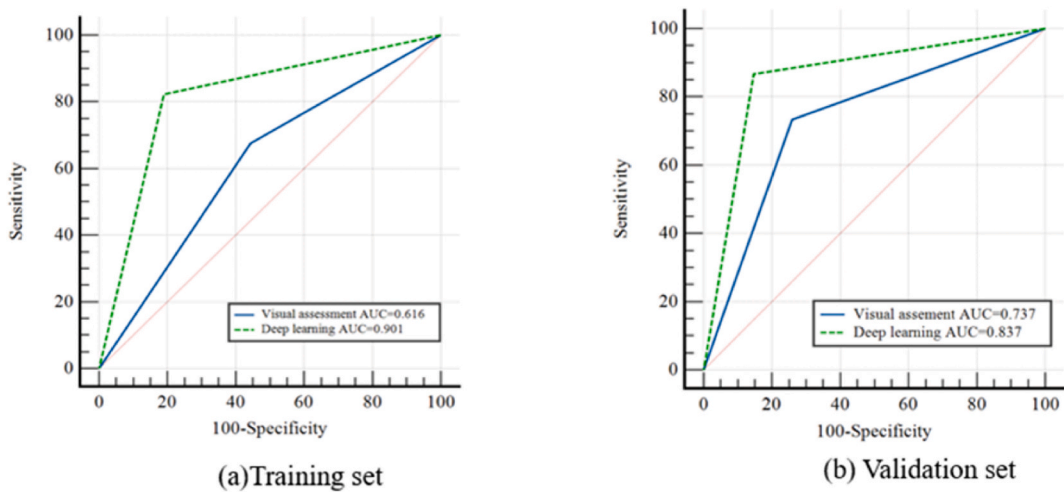 100
80
60
40
20
0
Sensitivity
Visual assessment AUC=0.616
Deep learning AUC=0.901
0 20 40 60 80 100
100-Specificity
(a)Training set
100
80
60
40
20
0
Sensitivity
Visual assement AUC=0.737
Deep learning AUC=0.837
0 20 40 60 80 100
100-Specificity
(b) Validation set